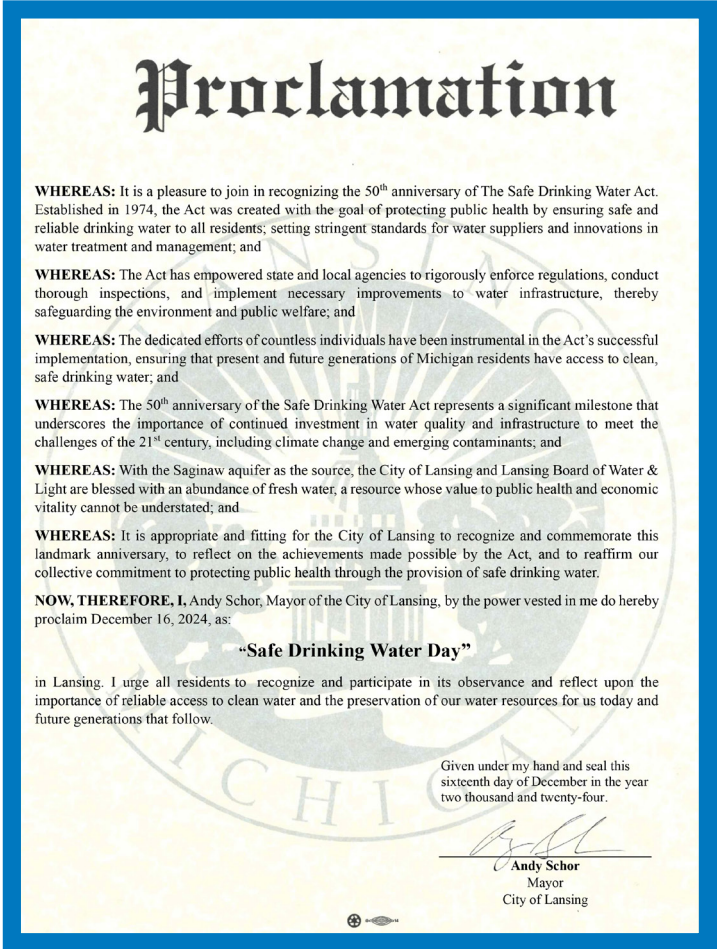 Proclamation
WHEREAS: It is a pleasure to join in recognizing the 50th anniversary of The Safe Drinking Water Act.
Established in 1974, the Act was created with the goal of protecting public health by ensuring safe and
reliable drinking water to all residents; setting stringent standards for water suppliers and innovations in
water treatment and management; and
WHEREAS: The Act has empowered state and local agencies to rigorously enforce regulations, conduct
thorough inspections, and implement necessary improvements to water infrastructure, thereby
safeguarding the environment and public welfare; and
WHEREAS: The dedicated efforts of countless individuals have been instrumental in the Act's successful
implementation, ensuring that present and future generations of Michigan residents have access to clean,
safe drinking water; and
WHEREAS: The 50th anniversary of the Safe Drinking Water Act represents a significant milestone that
underscores the importance of continued investment in water quality and infrastructure to meet the
challenges of the 21st century, including climate change and emerging contaminants; and
WHEREAS: With the Saginaw aquifer as the source, the City of Lansing and Lansing Board of Water &
Light are blessed with an abundance of fresh water, a resource whose value to public health and economic
vitality cannot be understated; and
WHEREAS: It is appropriate and fitting for the City of Lansing to recognize and commemorate this
landmark anniversary, to reflect on the achievements made possible by the Act, and to reaffirm our
collective commitment to protecting public health through the provision of safe drinking water.
NOW, THEREFORE, I, Andy Schor, Mayor of the City of Lansing, by the power vested in me do hereby
proclaim December 16, 2024, as:
“Safe Drinking Water Day”
in Lansing. I urge all residents to recognize and participate in its observance and reflect upon the
importance of reliable access to clean water and the preservation of our water resources for us today and
future generations that follow.
Given under my hand and seal this
sixteenth day of December in the year
two thousand and twenty-four.
Andy Schor
Mayor
City of Lansing
LANSING
MICHIGAN